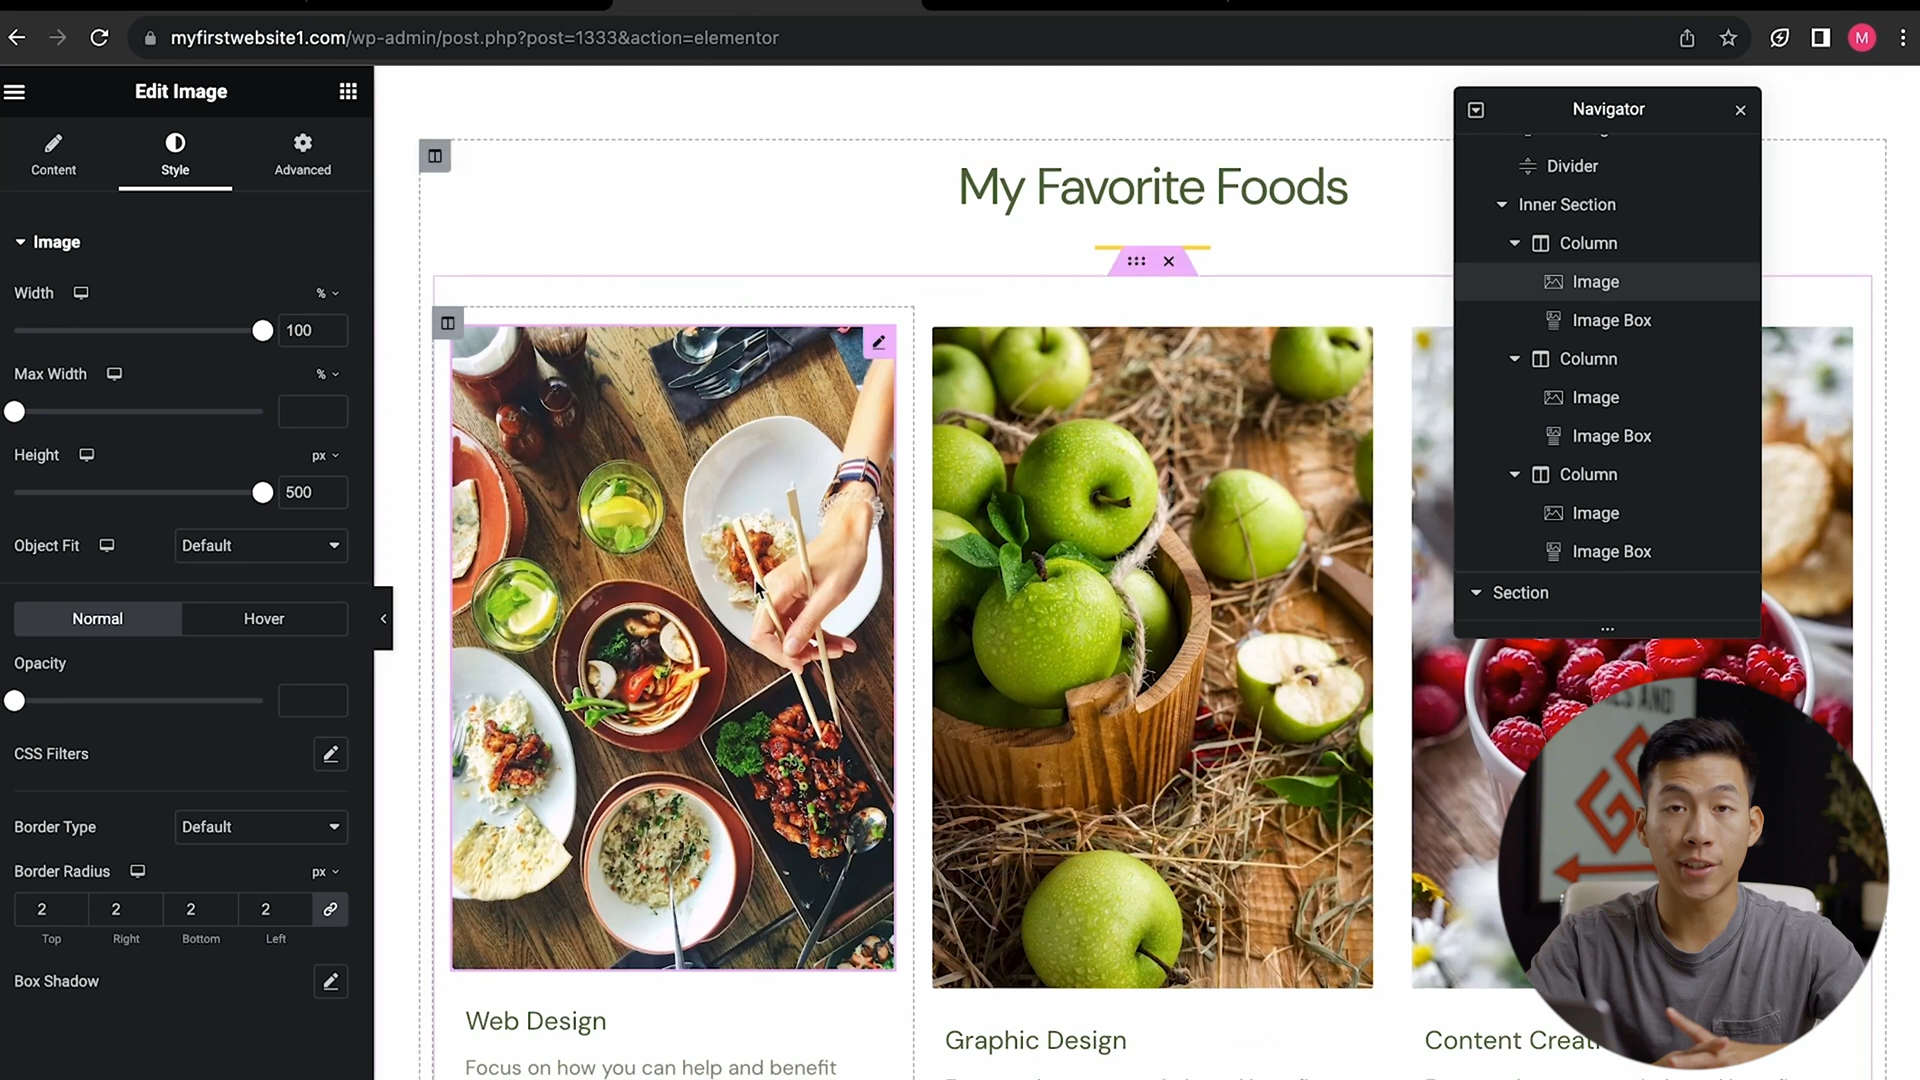 myfirstwebsite1.com/wp-admin/post.php?post=1333&action=elementor
M
Edit Image
Content
Style
Advanced
Image
Width
%
100
Max Width
%
Height
px
500
Object Fit
Default
Normal
Hover
Opacity
CSS Filters
Border Type
Default
Border Radius
px
2
2
2
2
Top
Right
Bottom
Left
Box Shadow
My Favorite Foods
Web Design
Focus on how you can help and benefit
Graphic Design
Content Creat
Navigator
Divider
Inner Section
Column
Image
Image Box
Column
Image
Image Box
Column
Image
Image Box
Section